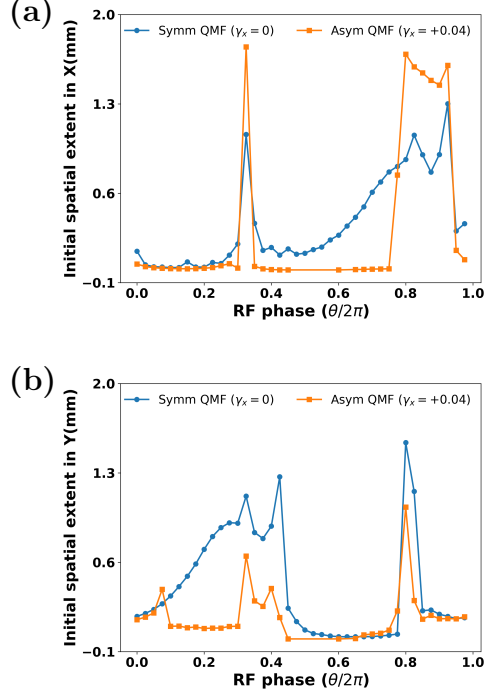 (a)
Initial spatial extent in X(mm)
2.0
1.3
0.6
−0.1
Symm QMF (γₓ = 0)
Asym QMF (γₓ = +0.04)
0.0 0.2 0.4 0.6 0.8 1.0
RF phase (θ/2π)
(b)
Initial spatial extent in Y(mm)
2.0
1.3
0.6
−0.1
Symm QMF (γₓ = 0)
Asym QMF (γₓ = +0.04)
0.0 0.2 0.4 0.6 0.8 1.0
RF phase (θ/2π)